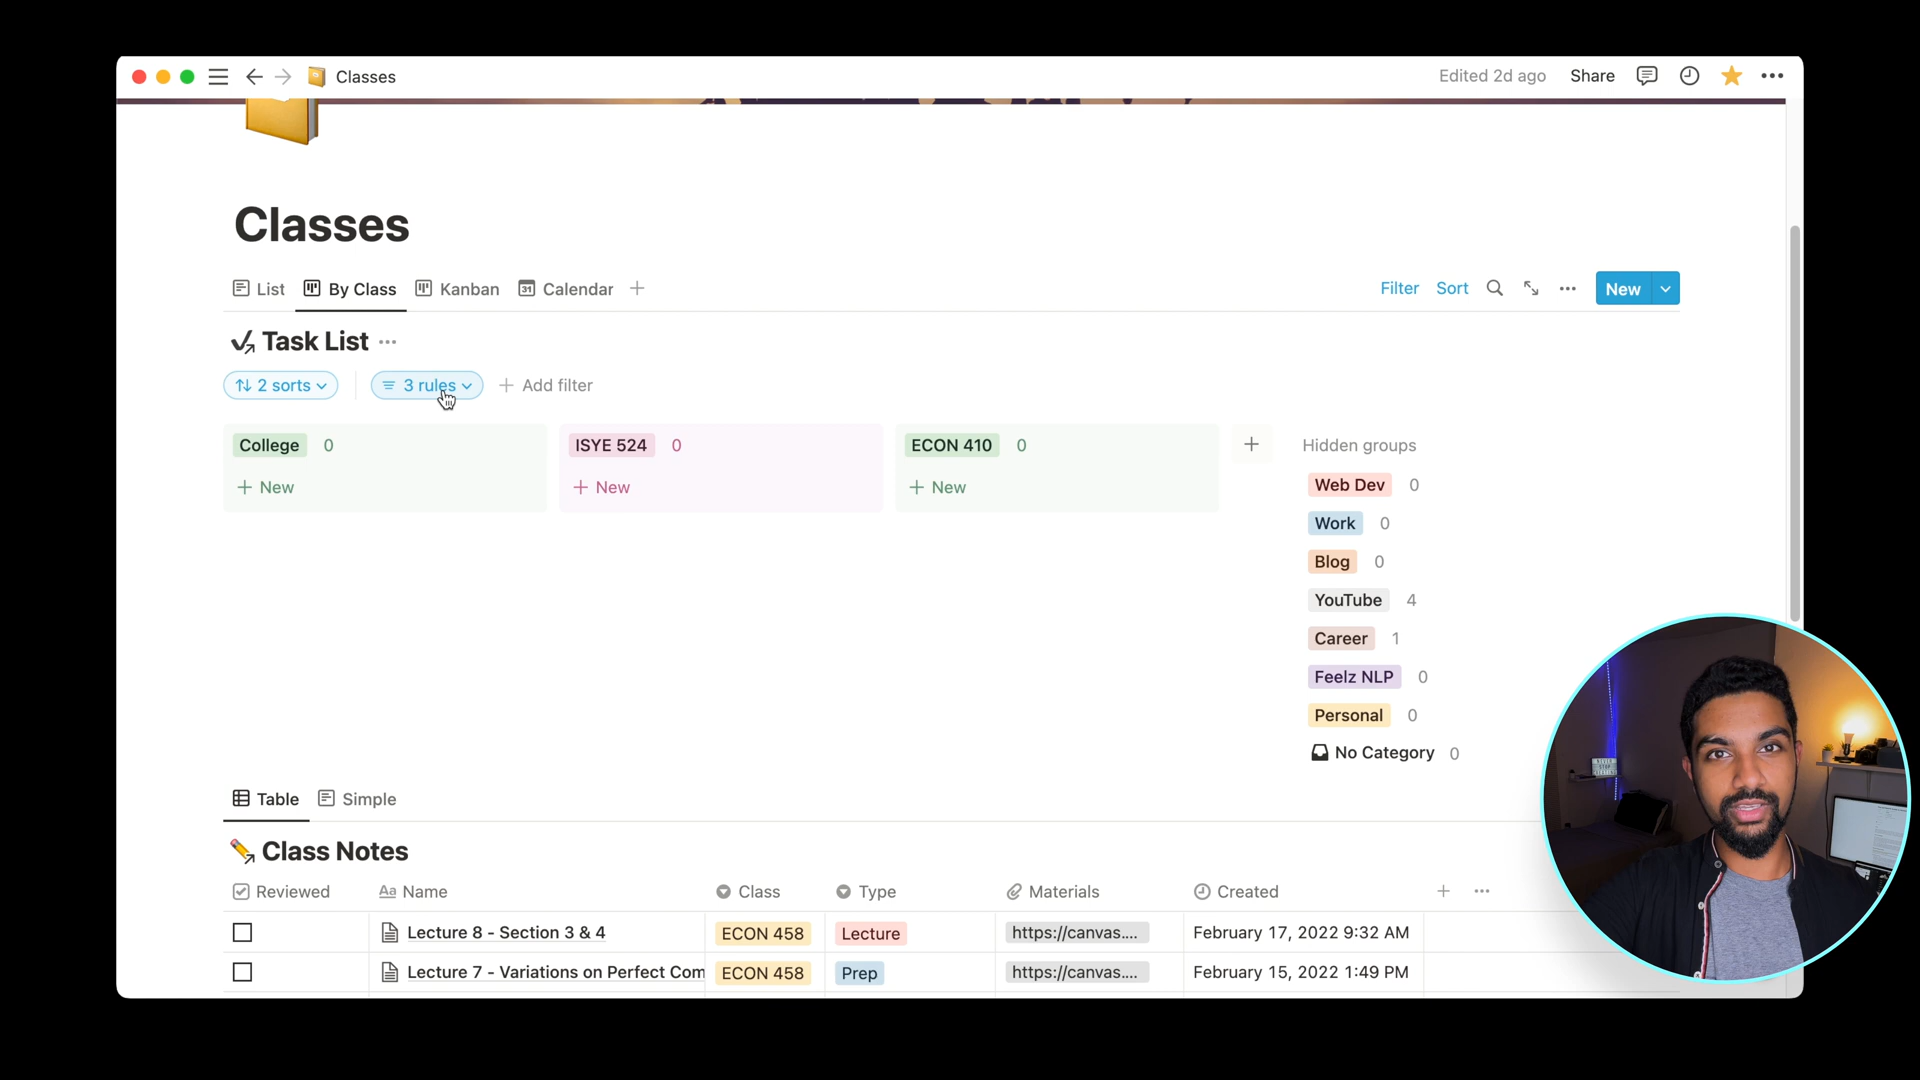 Classes
Edited 2d ago
Share
Classes
List
By Class
Kanban
31
Calendar
Filter
Sort
New
Task List
2 sorts
3 rules
Add filter
College 0
New
ISYE 524 0
New
ECON 410 0
New
Hidden groups
Web Dev 0
Work 0
Blog 0
YouTube 4
Career 1
Feelz NLP 0
Personal 0
No Category 0
Table
Simple
Class Notes
Reviewed
Aa Name
Class
Type
Materials
Created
Lecture 8 - Section 3 & 4
ECON 458
Lecture
https://canvas....
February 17, 2022 9:32 AM
Lecture 7 - Variations on Perfect Com
ECON 458
Prep
https://canvas....
February 15, 2022 1:49 PM